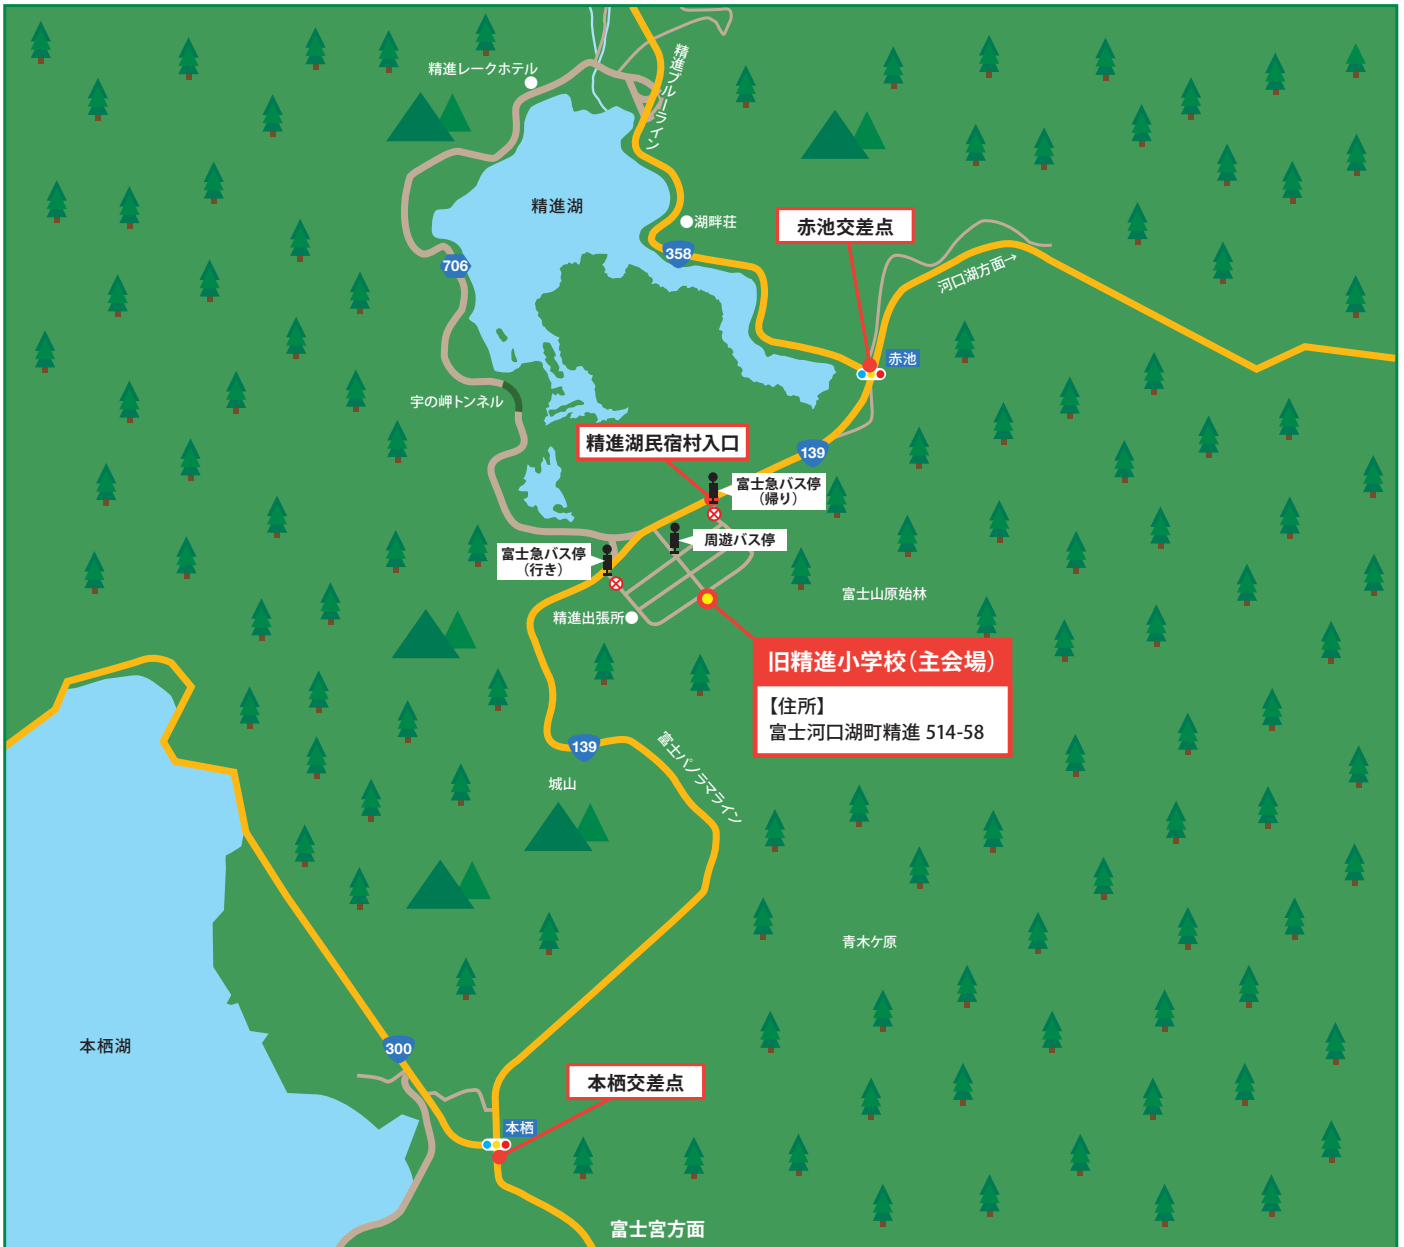 精進レークホテル
精進ブルーライン
精進湖
湖畔荘
赤池交差点
358
706
河口湖方面→
赤池
宇の岬トンネル
精進湖民宿村入口
139
富士急バス停
（帰り）
周遊バス停
富士急バス停
（行き）
富士山原始林
精進出張所
旧精進小学校（主会場）
【住所】
富士河口湖町精進 514-58
139
富士パノラマライン
城山
青木ケ原
本栖湖
300
本栖交差点
本栖
富士宮方面